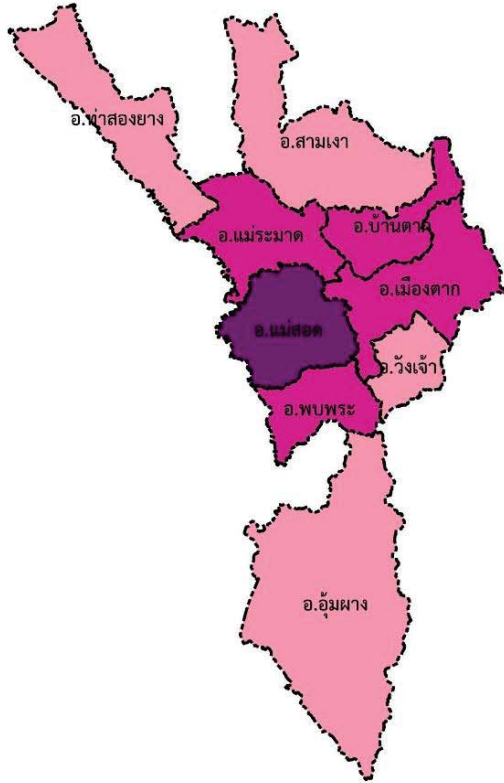 อ.ท่าสองยาง
อ.สามเงา
อ.แม่ระมาด
อ.บ้านตาก
อ.เมืองตาก
อ.แม่สอด
อ.วังเจ้า
อ.พบพระ
อ.อุ้มผาง